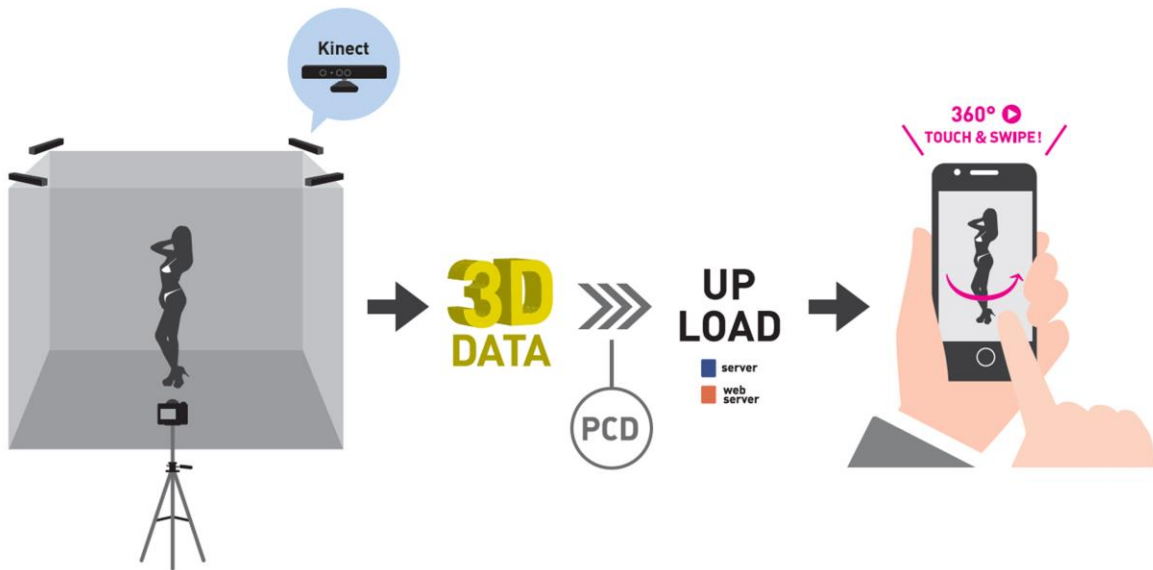 Kinect
3D
DATA
PCD
UP
LOAD
server
web
server
360°
TOUCH & SWIPE!